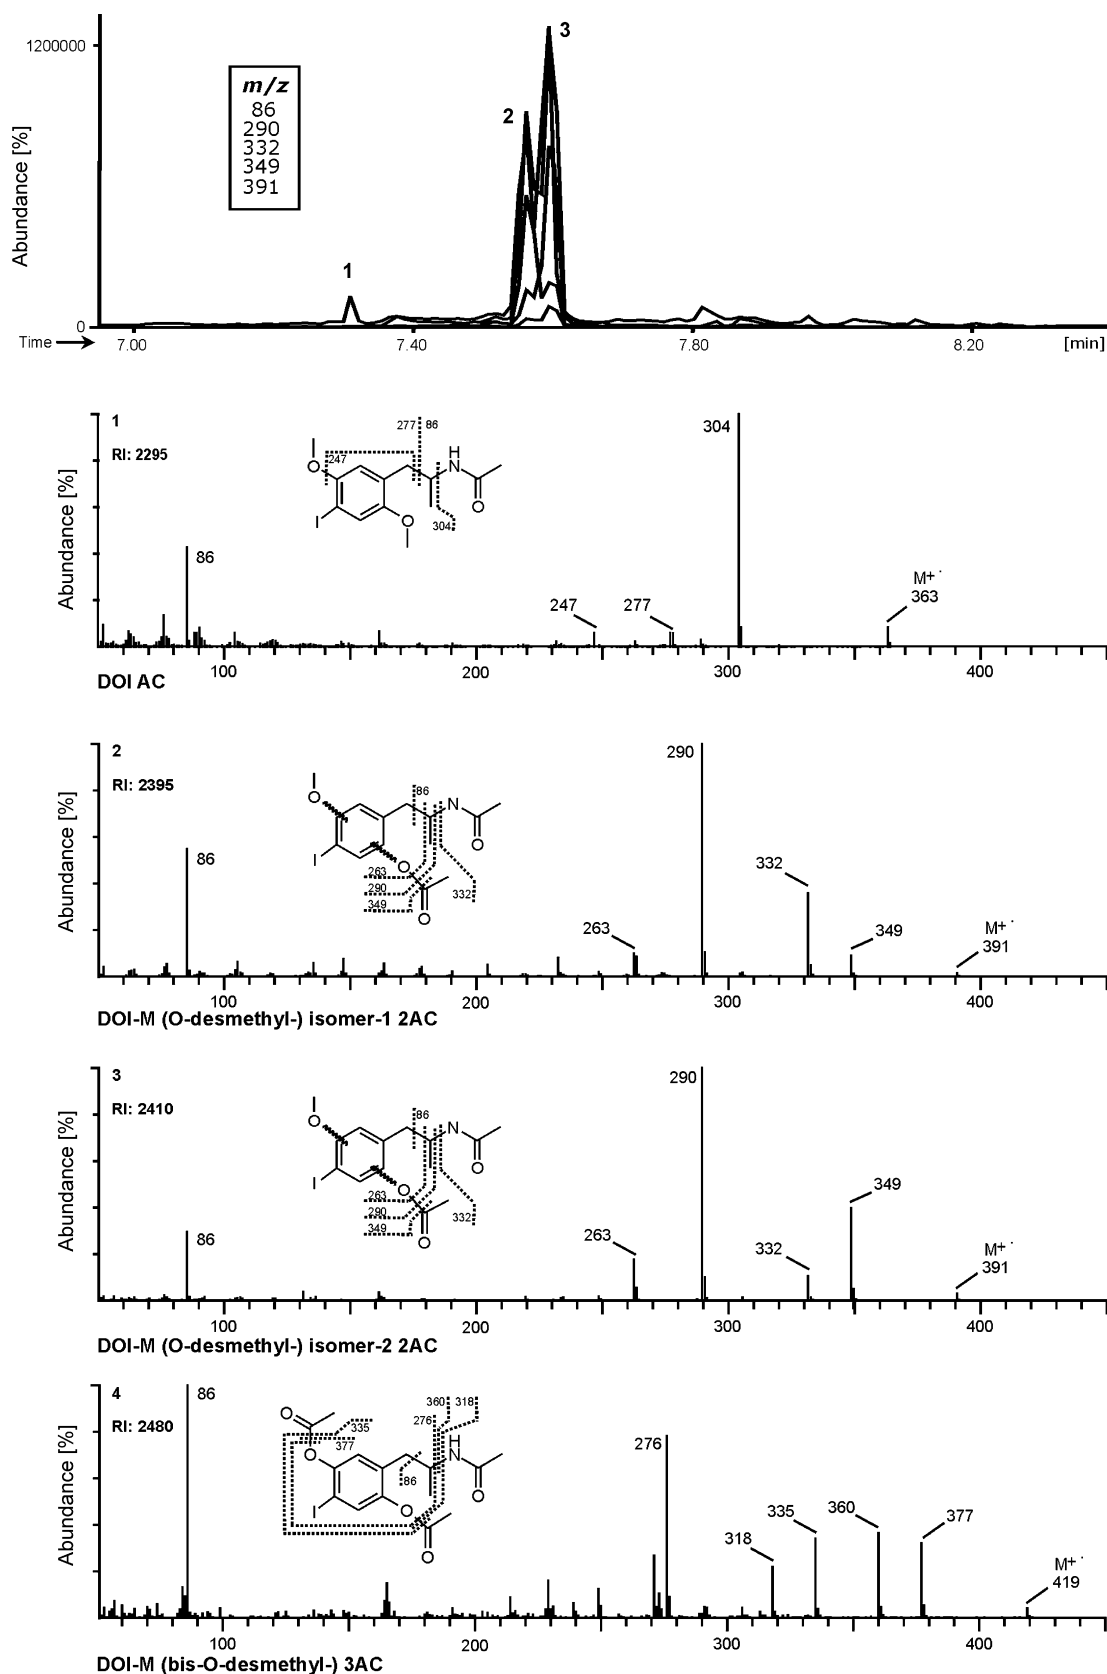 1200000
Abundance [%]
m/z
86
290
332
349
391
1
2
3
0
Time
7.00
7.40
7.80
8.20
[min]
1
RI: 2295
Abundance [%]
277
86
247
304
O
O
I
H
N
O
86
247
277
304
M+·
363
100
200
300
400
DOI AC
2
RI: 2395
Abundance [%]
86
O
I
N
O
O
O
263
290
349
332
86
263
290
332
349
M+·
391
100
200
300
400
DOI-M (O-desmethyl-) isomer-1 2AC
3
RI: 2410
Abundance [%]
86
O
I
N
O
O
O
263
290
349
332
86
263
290
332
349
M+·
391
100
200
300
400
DOI-M (O-desmethyl-) isomer-2 2AC
4
RI: 2480
Abundance [%]
O
O
335
377
360
318
276
86
I
H
N
O
O
O
86
276
318
335
360
377
M+·
419
100
200
300
400
DOI-M (bis-O-desmethyl-) 3AC